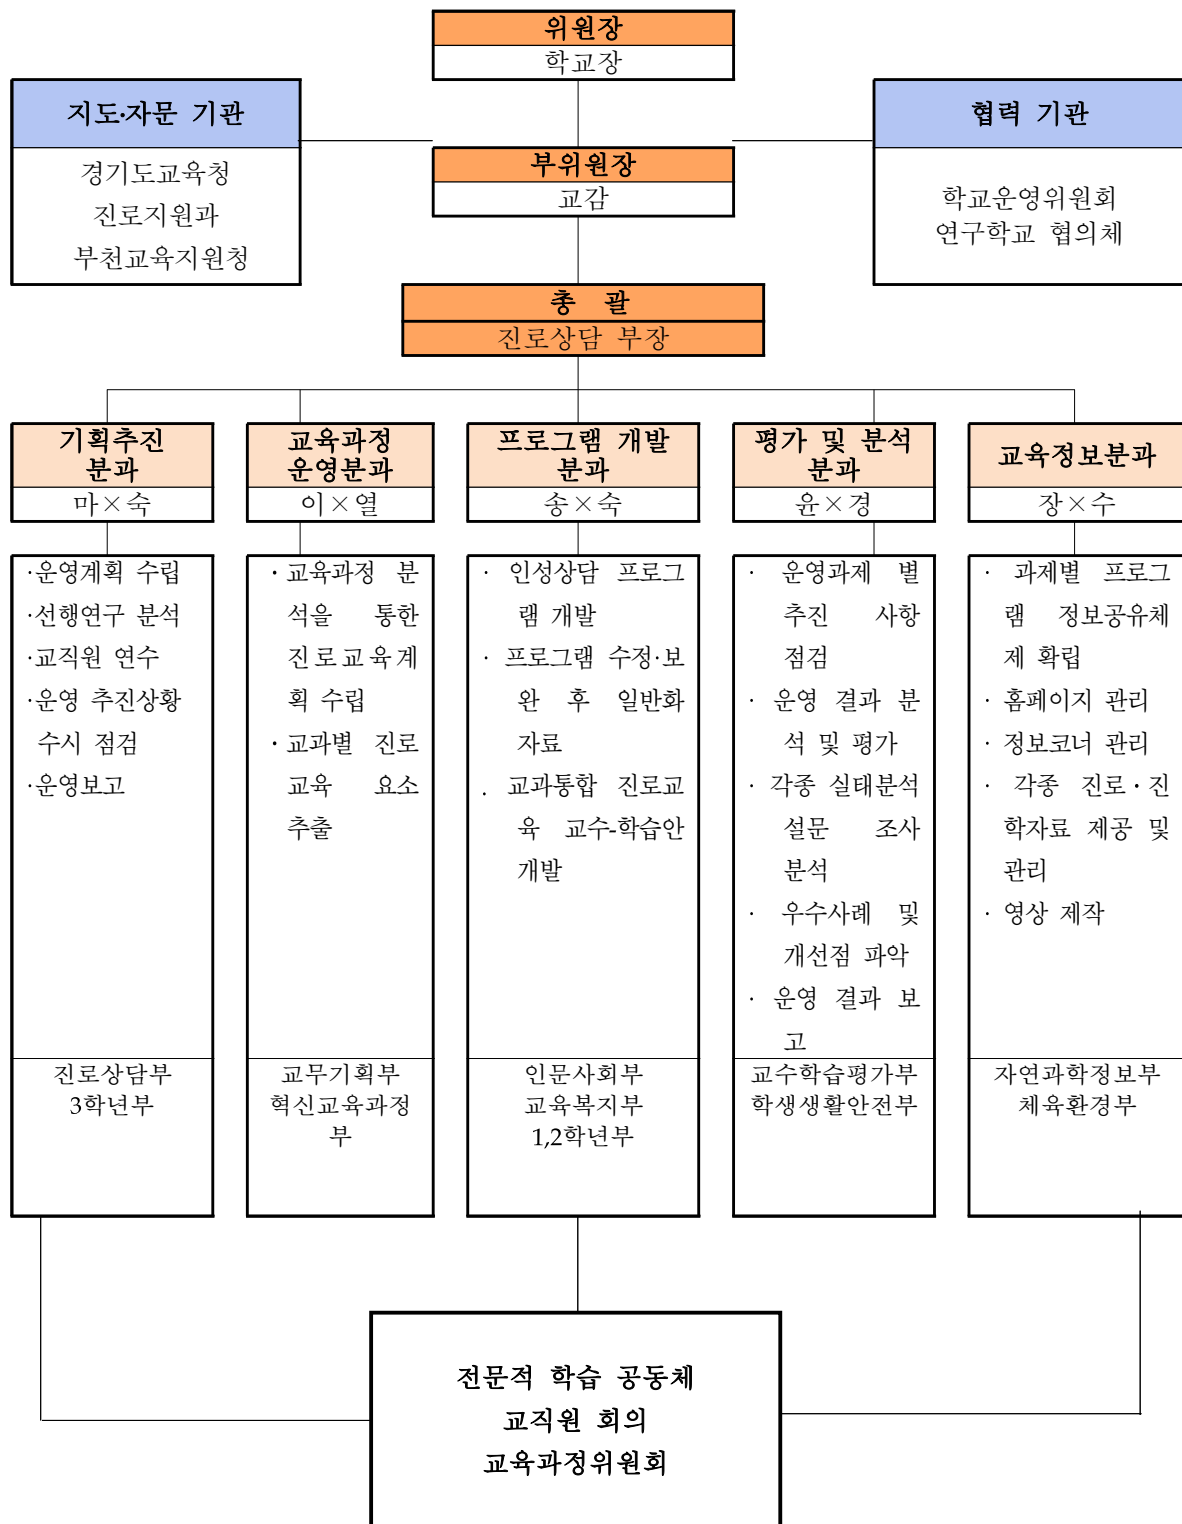 위원장
학교장
지도·자문 기관
경기도교육청
진로지원과
부천교육지원청
협력 기관
학교운영위원회
연구학교 협의체
부위원장
교감
총 괄
진로상담 부장
기획추진
분과
마×숙
·운영계획 수립
·선행연구 분석
·교직원 연수
·운영 추진상황
수시 점검
·운영보고
진로상담부
3학년부
교육과정
운영분과
이×열
· 교육과정 분
석을 통한
진로교육계
획 수립
· 교과별 진로
교육 요소
추출
교무기획부
혁신교육과정
부
프로그램 개발
분과
송×숙
· 인성상담 프로그
램 개발
· 프로그램 수정·보
완 후 일반화
자료
. 교과통합 진로교
육 교수-학습안
개발
인문사회부
교육복지부
1,2학년부
평가 및 분석
분과
윤×경
· 운영과제 별
추진 사항
점검
· 운영 결과 분
석 및 평가
· 각종 실태분석
설문 조사
분석
· 우수사례 및
개선점 파악
· 운영 결과 보
고
교수학습평가부
학생생활안전부
교육정보분과
장×수
· 과제별 프로그
램 정보공유체
제 확립
· 홈페이지 관리
· 정보코너 관리
· 각종 진로·진
학자료 제공 및
관리
· 영상 제작
자연과학정보부
체육환경부
전문적 학습 공동체
교직원 회의
교육과정위원회